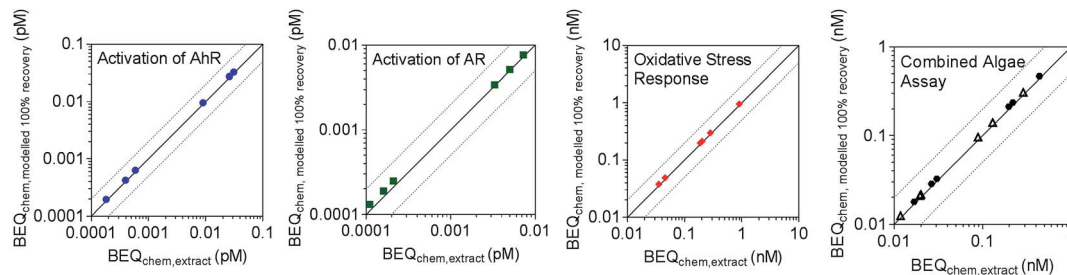 BEQchem,modelled 100% recovery (pM)
0.1
0.01
0.001
0.0001
Activation of AhR
0.0001 0.001 0.01 0.1
BEQchem,extract (pM)
BEQchem, modelled 100% recovery (pM)
0.01
0.001
0.0001
Activation of AR
0.0001 0.001 0.01
BEQchem,extract (pM)
BEQchem, modelled 100% recovery (nM)
10
1
0.1
0.01
Oxidative Stress
Response
0.01 0.1 1 10
BEQchem,extract (nM)
BEQchem, modelled 100% recovery (nM)
1
0.1
0.01
Combined Algae
Assay
0.01 0.1
BEQchem,extract (nM)